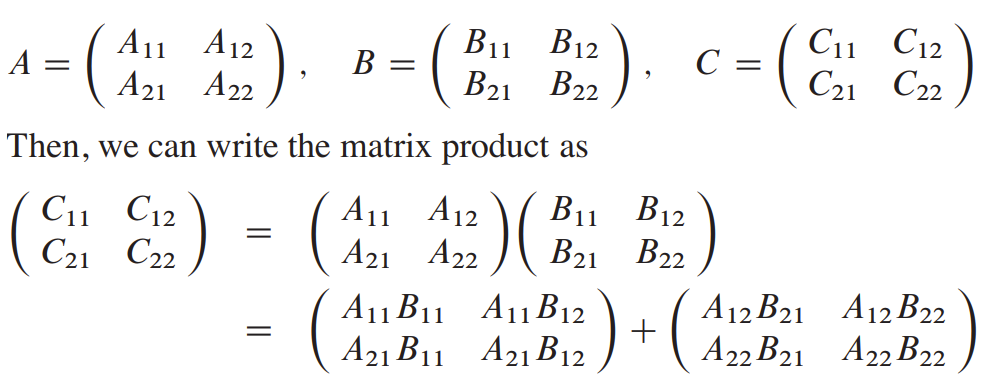 A = ( A11 A12 A21 A22 ), B = ( B11 B12 B21 B22 ), C = ( C11 C12 C21 C22 )
Then, we can write the matrix product as
( C11 C12 C21 C22 ) = ( A11 A12 A21 A22 ) ( B11 B12 B21 B22 )
= ( A11B11 A11B12 A21B11 A21B12 ) + ( A12B21 A12B22 A22B21 A22B22 )